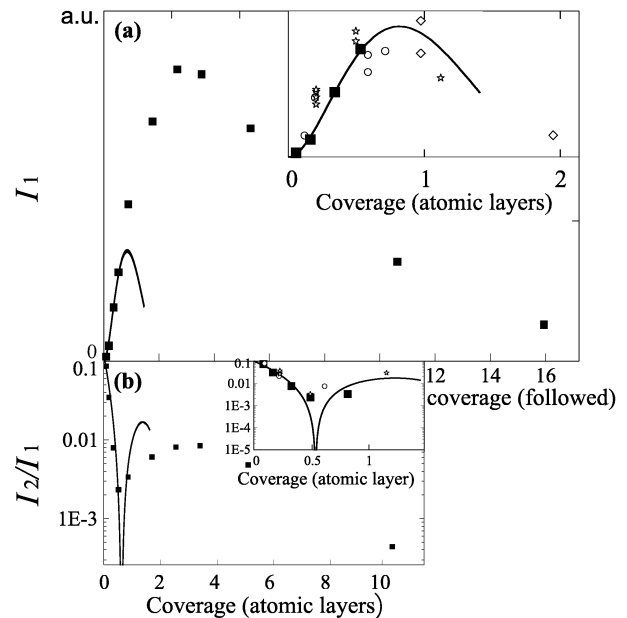 a.u.
(a)
I1
0
0 1 2
Coverage (atomic layers)
12 14 16
coverage (followed)
0.1
(b)
0.01
1E-3
I2/I1
0.1
0.01
1E-3
1E-4
1E-5
0 0.5 1
Coverage (atomic layer)
0 2 4 6 8 10
Coverage (atomic layers)